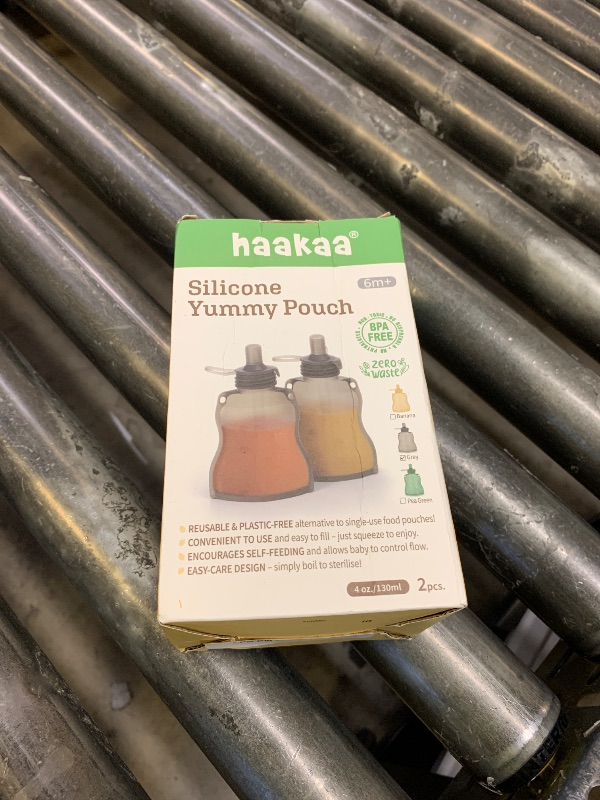 haakaa®
Silicone
Yummy Pouch
6m+
BPA
FREE
ZERO
WASTE
Banana
Grey
Pea Green
REUSABLE & PLASTIC-FREE alternative to single-use food pouches!
CONVENIENT TO USE and easy to fill – just squeeze to enjoy.
ENCOURAGES SELF-FEEDING and allows baby to control flow.
EASY-CARE DESIGN – simply boil to sterilise!
4 oz./130ml
2pcs.